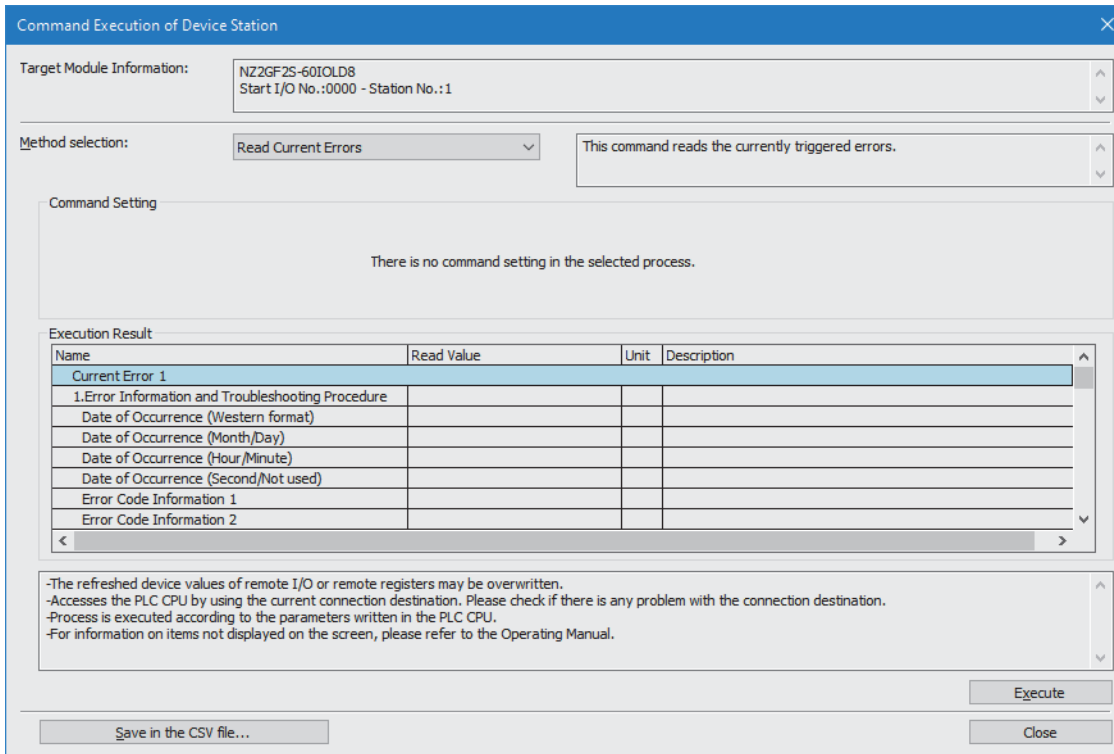 Command Execution of Device Station
Target Module Information:
NZ2GF2S-60IOLD8
Start I/O No.:0000 - Station No.:1
Method selection:
Read Current Errors
This command reads the currently triggered errors.
Command Setting
There is no command setting in the selected process.
Execution Result
Name Read Value Unit Description
Current Error 1
1.Error Information and Troubleshooting Procedure
Date of Occurrence (Western format)
Date of Occurrence (Month/Day)
Date of Occurrence (Hour/Minute)
Date of Occurrence (Second/Not used)
Error Code Information 1
Error Code Information 2
-The refreshed device values of remote I/O or remote registers may be overwritten.
-Accesses the PLC CPU by using the current connection destination. Please check if there is any problem with the connection destination.
-Process is executed according to the parameters written in the PLC CPU.
-For information on items not displayed on the screen, please refer to the Operating Manual.
Execute
Save in the CSV file...
Close